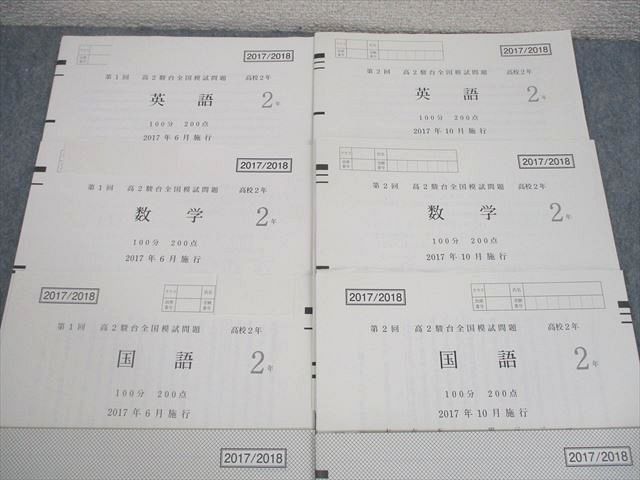 2017/2018
第1回 高2駿台全国模試問題 高校2年
英語 2年
100分 200点
2017年6月施行
2017/2018
第1回 高2駿台全国模試問題 高校2年
数学 2年
100分 200点
2017年6月施行
2017/2018
第1回 高2駿台全国模試問題 高校2年
国語 2年
100分 200点
2017年6月施行
2017/2018
2017/2018
第2回 高2駿台全国模試問題 高校2年
英語 2年
100分 200点
2017年10月施行
2017/2018
第2回 高2駿台全国模試問題 高校2年
数学 2年
100分 200点
2017年10月施行
2017/2018
氏名
第2回 高2駿台全国模試問題 高校2年
国語 2年
100分 200点
2017年10月施行
2017/2018